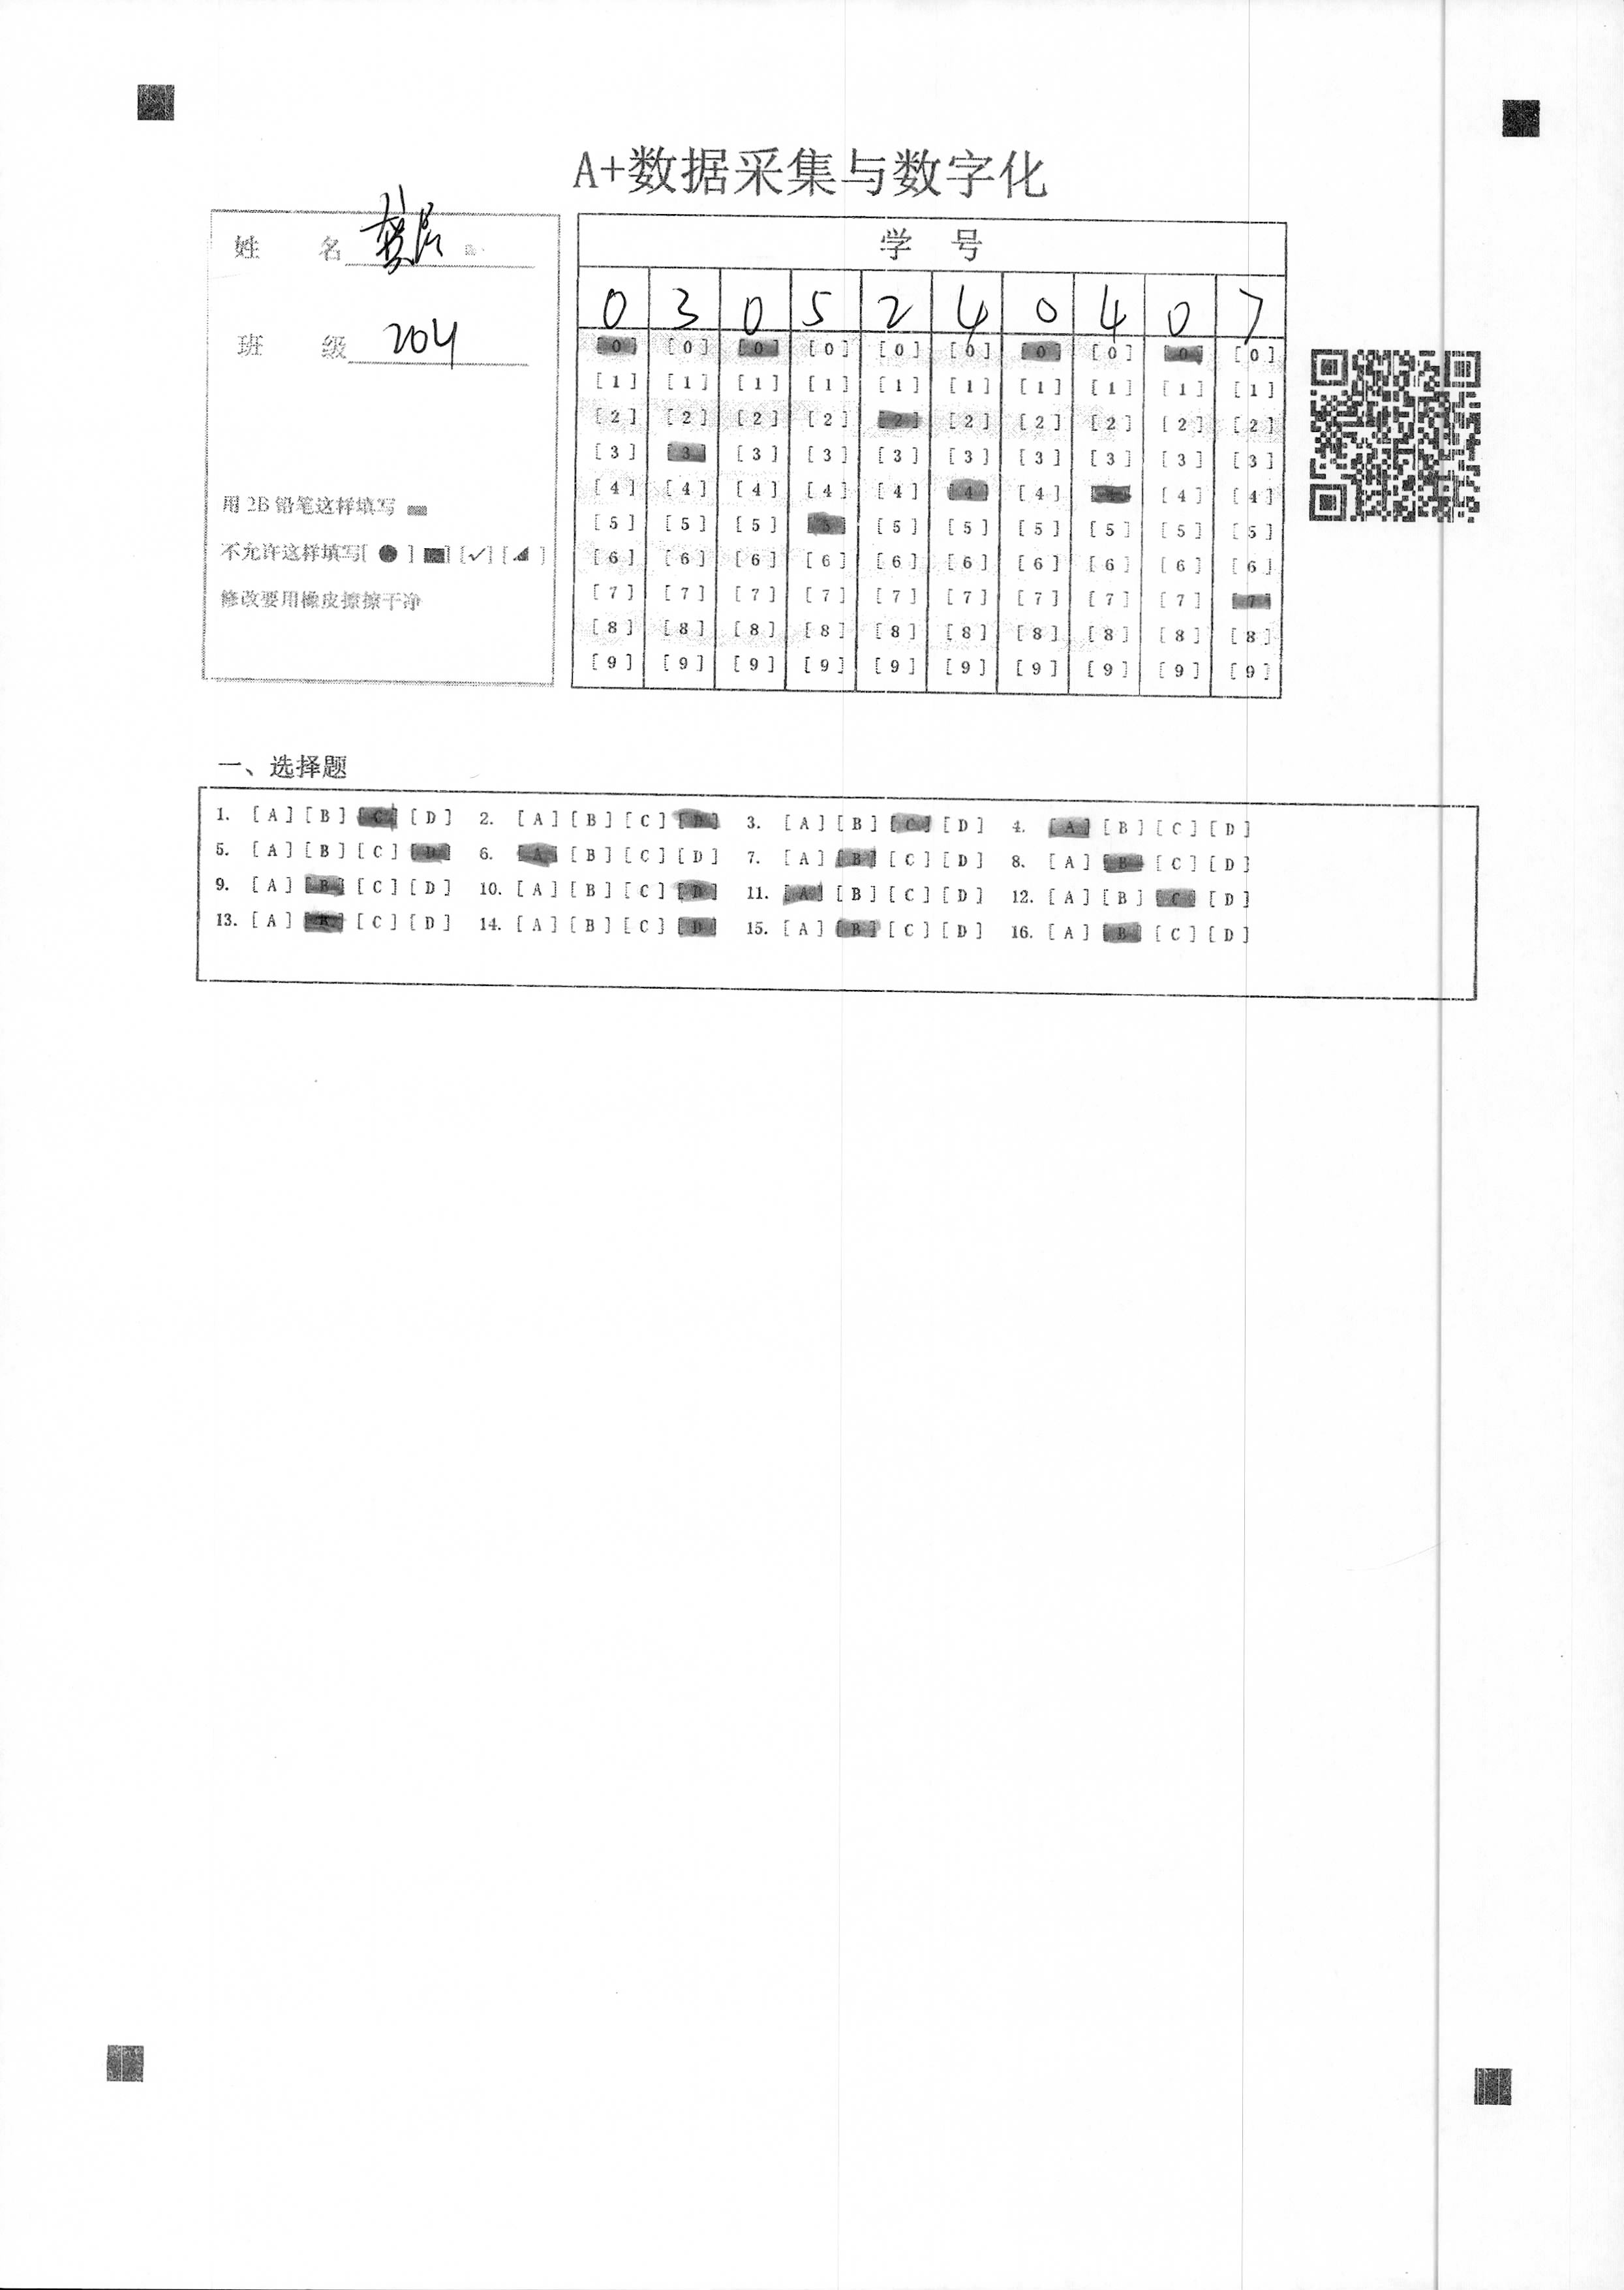 A+数据采集与数字化
姓 名
班 级 204
用 2B 铅笔这样填写
不允许这样填写[ ● ] [■] [✓] [◢ ]
修改要用橡皮擦擦干净
学 号
0 3 0 5 2 4 0 4 0 7
[0] [0] [0] [0] [0] [0] [0] [0] [0] [0]
[1] [1] [1] [1] [1] [1] [1] [1] [1] [1]
[2] [2] [2] [2] [2] [2] [2] [2] [2] [2]
[3] [3] [3] [3] [3] [3] [3] [3] [3] [3]
[4] [4] [4] [4] [4] [4] [4] [4] [4] [4]
[5] [5] [5] [5] [5] [5] [5] [5] [5] [5]
[6] [6] [6] [6] [6] [6] [6] [6] [6] [6]
[7] [7] [7] [7] [7] [7] [7] [7] [7] [7]
[8] [8] [8] [8] [8] [8] [8] [8] [8] [8]
[9] [9] [9] [9] [9] [9] [9] [9] [9] [9]
一、选择题
1. [A] [B] [C] [D] 2. [A] [B] [C] [D] 3. [A] [B] [C] [D] 4. [A] [B] [C] [D]
5. [A] [B] [C] [D] 6. [A] [B] [C] [D] 7. [A] [B] [C] [D] 8. [A] [B] [C] [D]
9. [A] [B] [C] [D] 10. [A] [B] [C] [D] 11. [A] [B] [C] [D] 12. [A] [B] [C] [D]
13. [A] [B] [C] [D] 14. [A] [B] [C] [D] 15. [A] [B] [C] [D] 16. [A] [B] [C] [D]